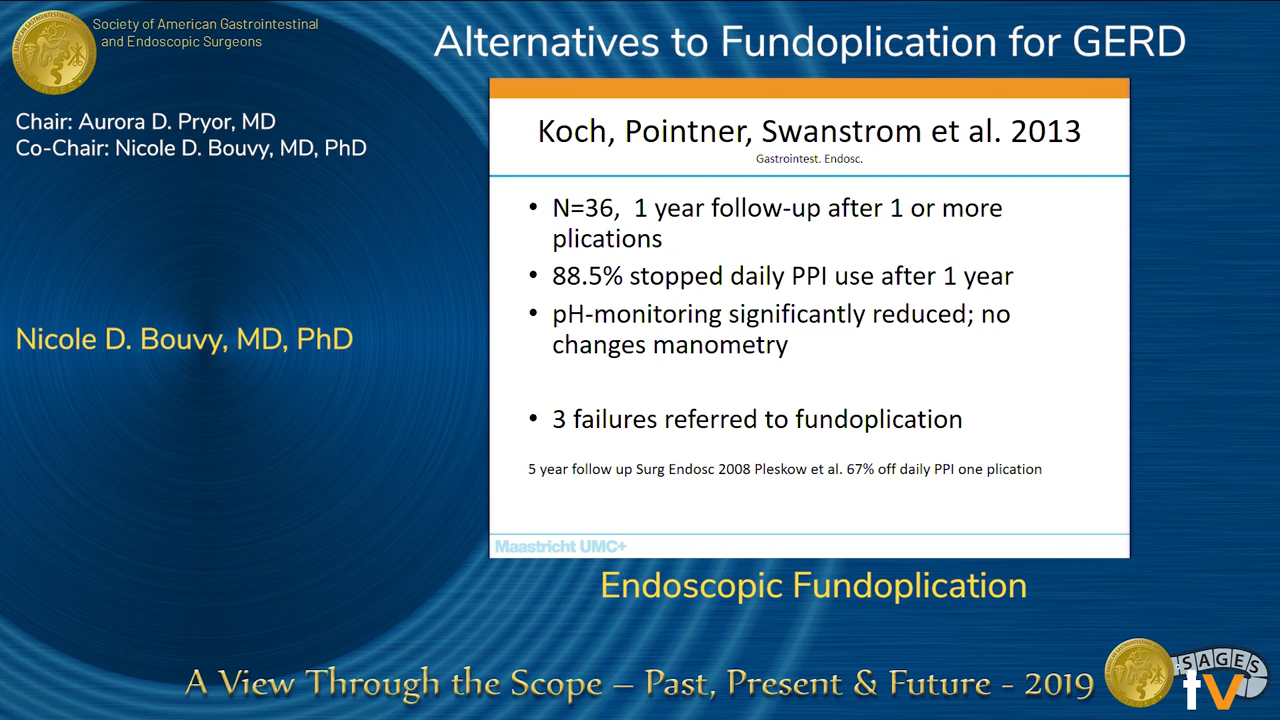 Society of American Gastrointestinal
and Endoscopic Surgeons
Alternatives to Fundoplication for GERD
Chair: Aurora D. Pryor, MD
Co-Chair: Nicole D. Bouvy, MD, PhD
Nicole D. Bouvy, MD, PhD
Koch, Pointner, Swanstrom et al. 2013
Gastrointest. Endosc.
• N=36, 1 year follow-up after 1 or more
plications
• 88.5% stopped daily PPI use after 1 year
• pH-monitoring significantly reduced; no
changes manometry
• 3 failures referred to fundoplication
5 year follow up Surg Endosc 2008 Pleskow et al. 67% off daily PPI one plication
Maastricht UMC+
Endoscopic Fundoplication
A View Through the Scope – Past, Present & Future - 2019
SAGES
tv